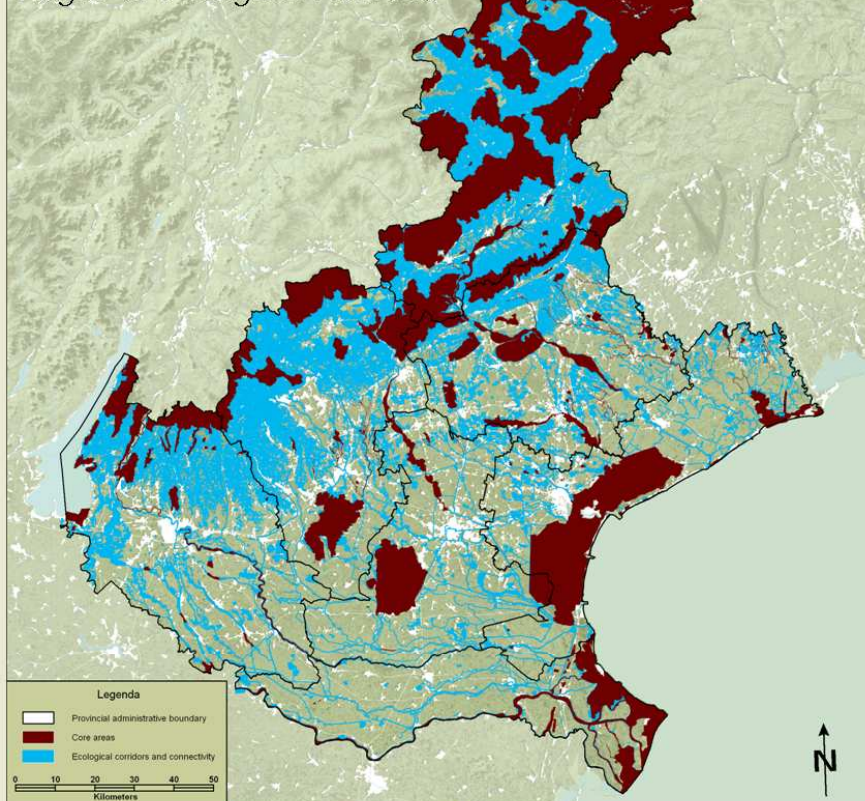 Legenda
Provincial administrative boundary
Core areas
Ecological corridors and connectivity
0 10 20 30 40 50
Kilometers
N